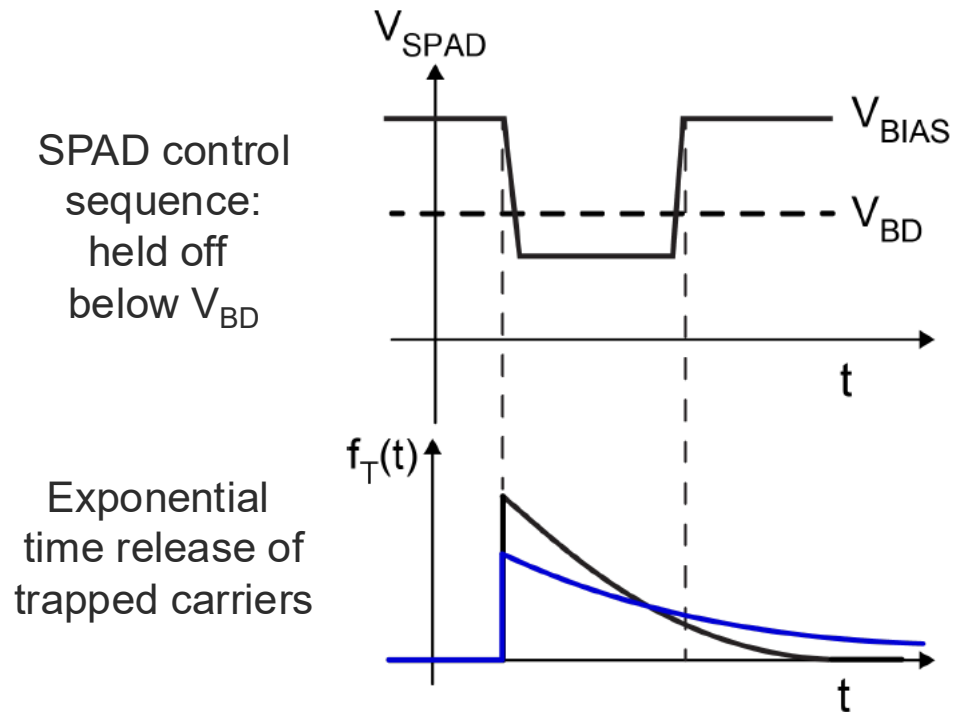 V_SPAD
V_BIAS
SPAD control
sequence:
held off
below V_BD
V_BD
t
f_T(t)
Exponential
time release of
trapped carriers
t